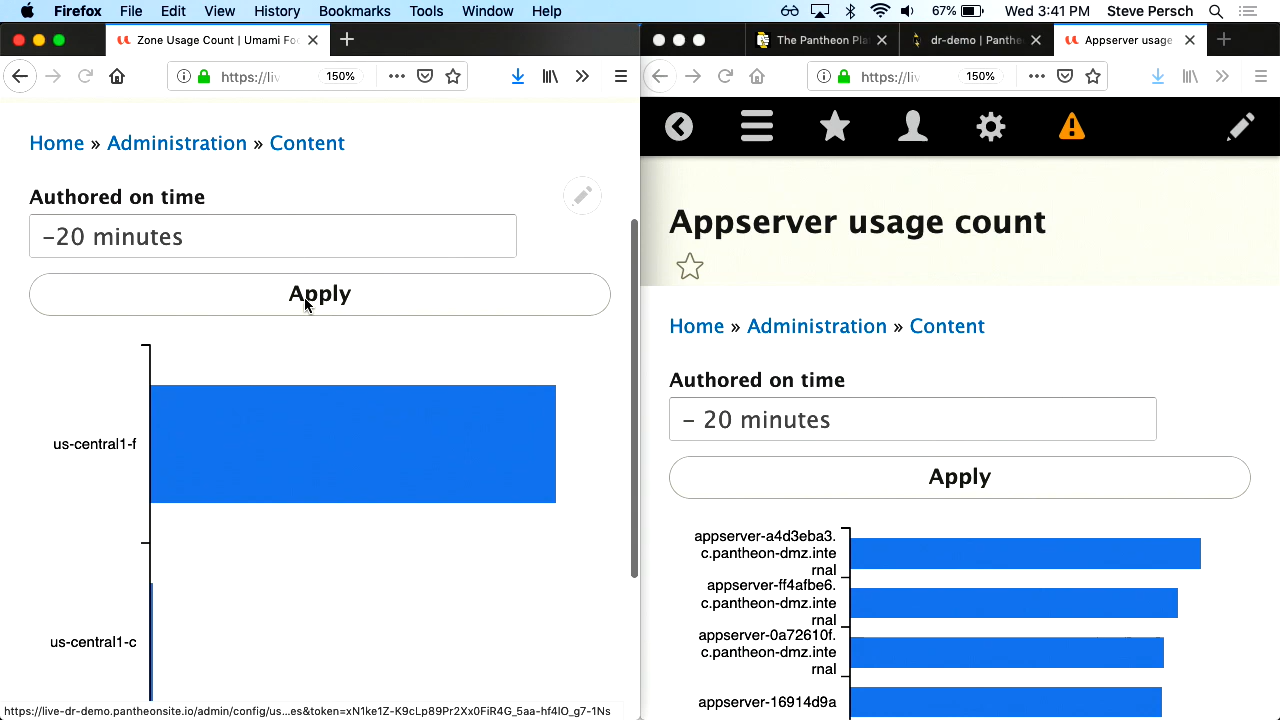 Firefox File Edit View History Bookmarks Tools Window Help 67% Wed 3:41 PM Steve Persch
Zone Usage Count | Umami Fo
https://liv 150%
Home » Administration » Content
Authored on time
-20 minutes
Apply
us-central1-f
us-central1-c
https://live-dr-demo.pantheonsite.io/admin/config/us...es&token=xN1ke1Z-K9cLp89Pr2Xx0FiR4G_5aa-hf4lO_g7-1Ns
The Pantheon Pla dr-demo | Panthe Appserver usage
https://liv 150%
Appserver usage count
Home » Administration » Content
Authored on time
- 20 minutes
Apply
appserver-a4d3eba3.
c.pantheon-dmz.inte
rnal
appserver-ff4afbe6.
c.pantheon-dmz.inte
rnal
appserver-0a72610f.
c.pantheon-dmz.inte
rnal
appserver-16914d9a